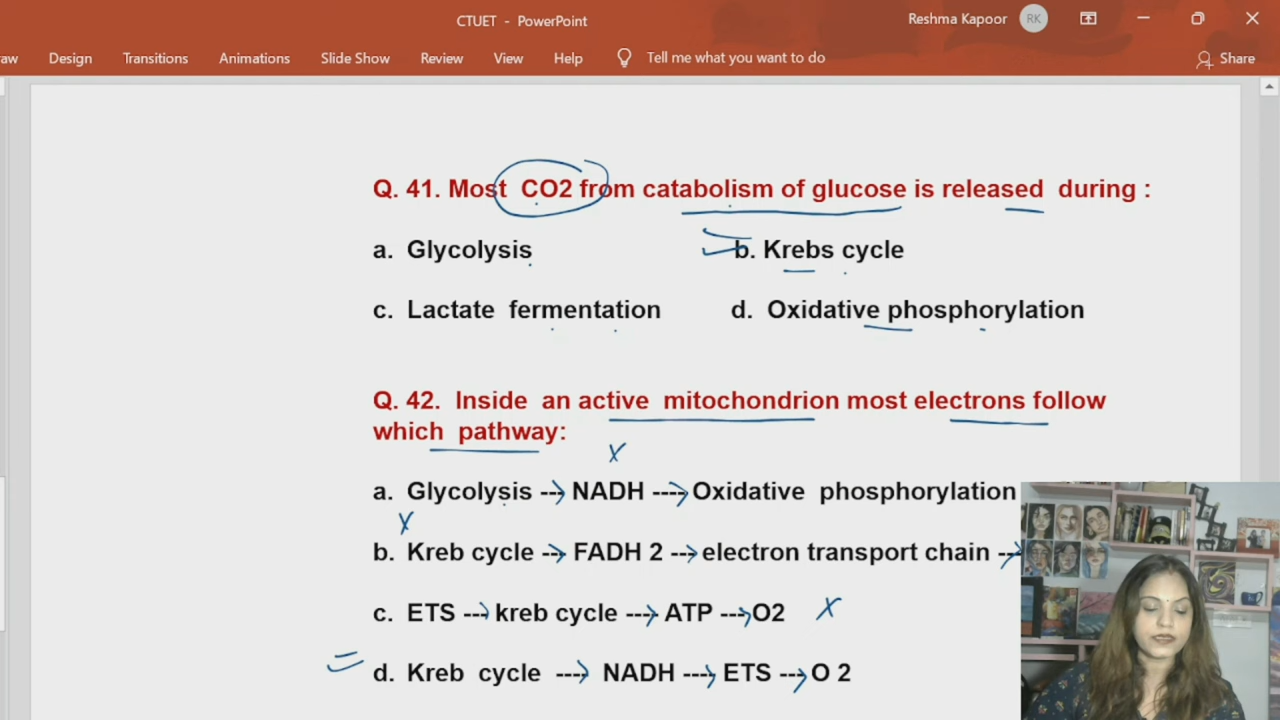 CTUET - PowerPoint
Reshma Kapoor RK
aw Design Transitions Animations Slide Show Review View Help Tell me what you want to do Share
Q. 41. Most CO2 from catabolism of glucose is released during :
a. Glycolysis b. Krebs cycle
c. Lactate fermentation d. Oxidative phosphorylation
Q. 42. Inside an active mitochondrion most electrons follow
which pathway:
a. Glycolysis --> NADH ----> Oxidative phosphorylation
b. Kreb cycle --> FADH 2 ---> electron transport chain --->
c. ETS ---> kreb cycle ----> ATP ---->O2
d. Kreb cycle ----> NADH ----> ETS ---->O 2